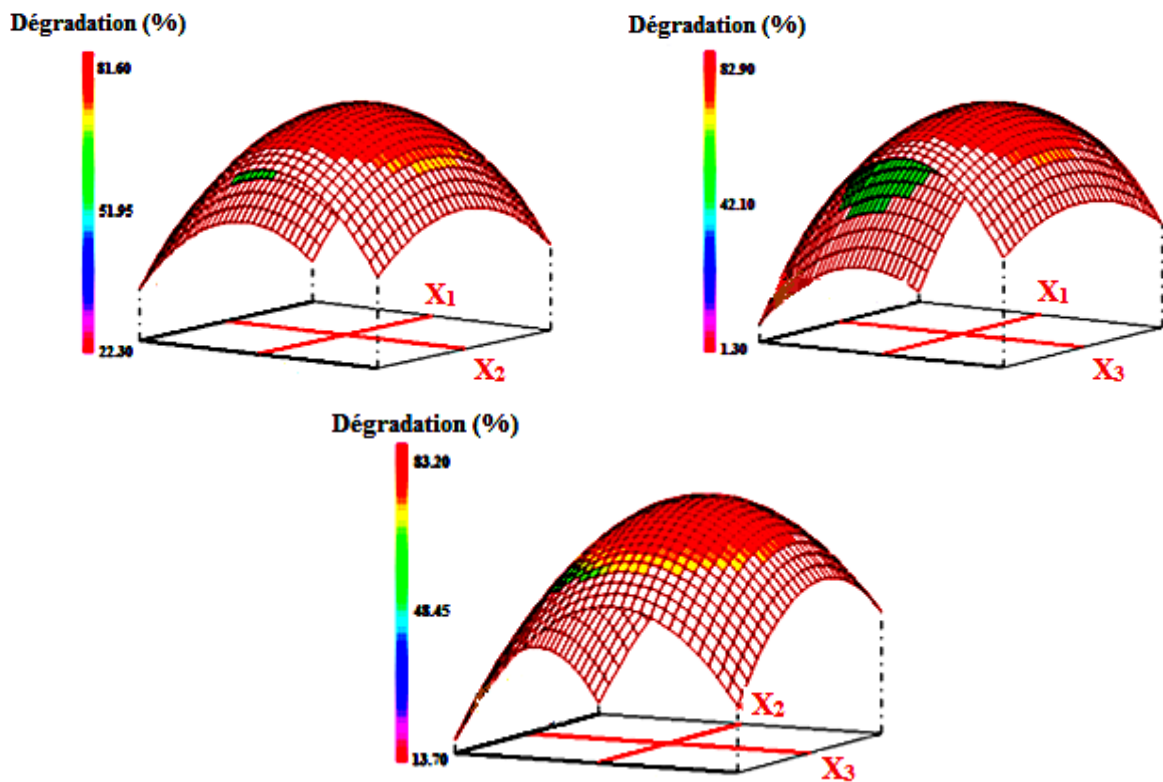 Dégradation (%)
81.60
51.95
22.30
X1
X2
Dégradation (%)
82.90
42.10
1.30
X1
X3
Dégradation (%)
83.20
48.45
13.70
X2
X3